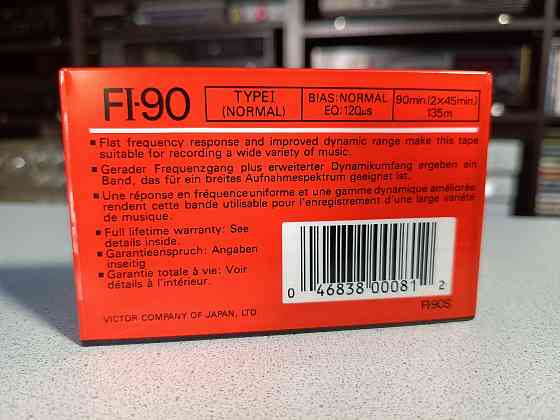 FI-90
TYPE I
(NORMAL)
BIAS:NORMAL
EQ:120µs
90min.(2×45min.)
135m
▪ Flat frequency response and improved dynamic range make this tape
suitable for recording a wide variety of music.
▪ Gerader Frequenzgang plus erweiterter Dynamikumfang ergeben ein
Band, das für ein breites Aufnahmespektrum geeignet ist.
▪ Une réponse en fréquence uniforme et une gamme dynamique améliorée
rendent cette bande utilisable pour l'enregistrement d'une large variété
de musique.
▪ Full lifetime warranty: See
details inside.
▪ Garantieanspruch: Angaben
inseitig
▪ Garantie totale à vie: Voir
détails à l'intérieur.
0 46838 00081 2
VICTOR COMPANY OF JAPAN, LTD
FI-90S